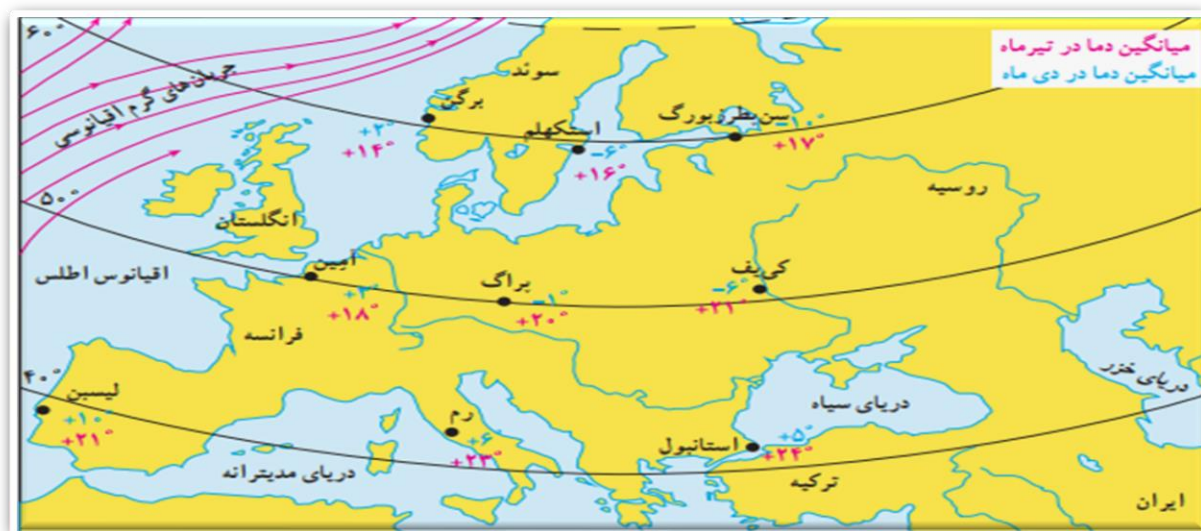 میانگین دما در تیرماه
میانگین دما در دی ماه
۶۰°
جریان‌های گرم اقیانوسی
سوئد
برگن
+۲°
+۱۴°
استکهلم
-۶°
+۱۶°
سن پطرزبورگ
-۱۰°
+۱۷°
روسیه
۵۰°
انگلستان
اقیانوس اطلس
آمین
+۳°
+۱۸°
پراگ
-۱°
+۲۰°
کی‌یف
-۶°
+۲۱°
فرانسه
۴۰°
لیسبن
+۱۰°
+۲۱°
رم
+۶°
+۲۳°
دریای مدیترانه
استانبول
+۵°
+۲۴°
دریای سیاه
دریای خزر
ترکیه
ایران